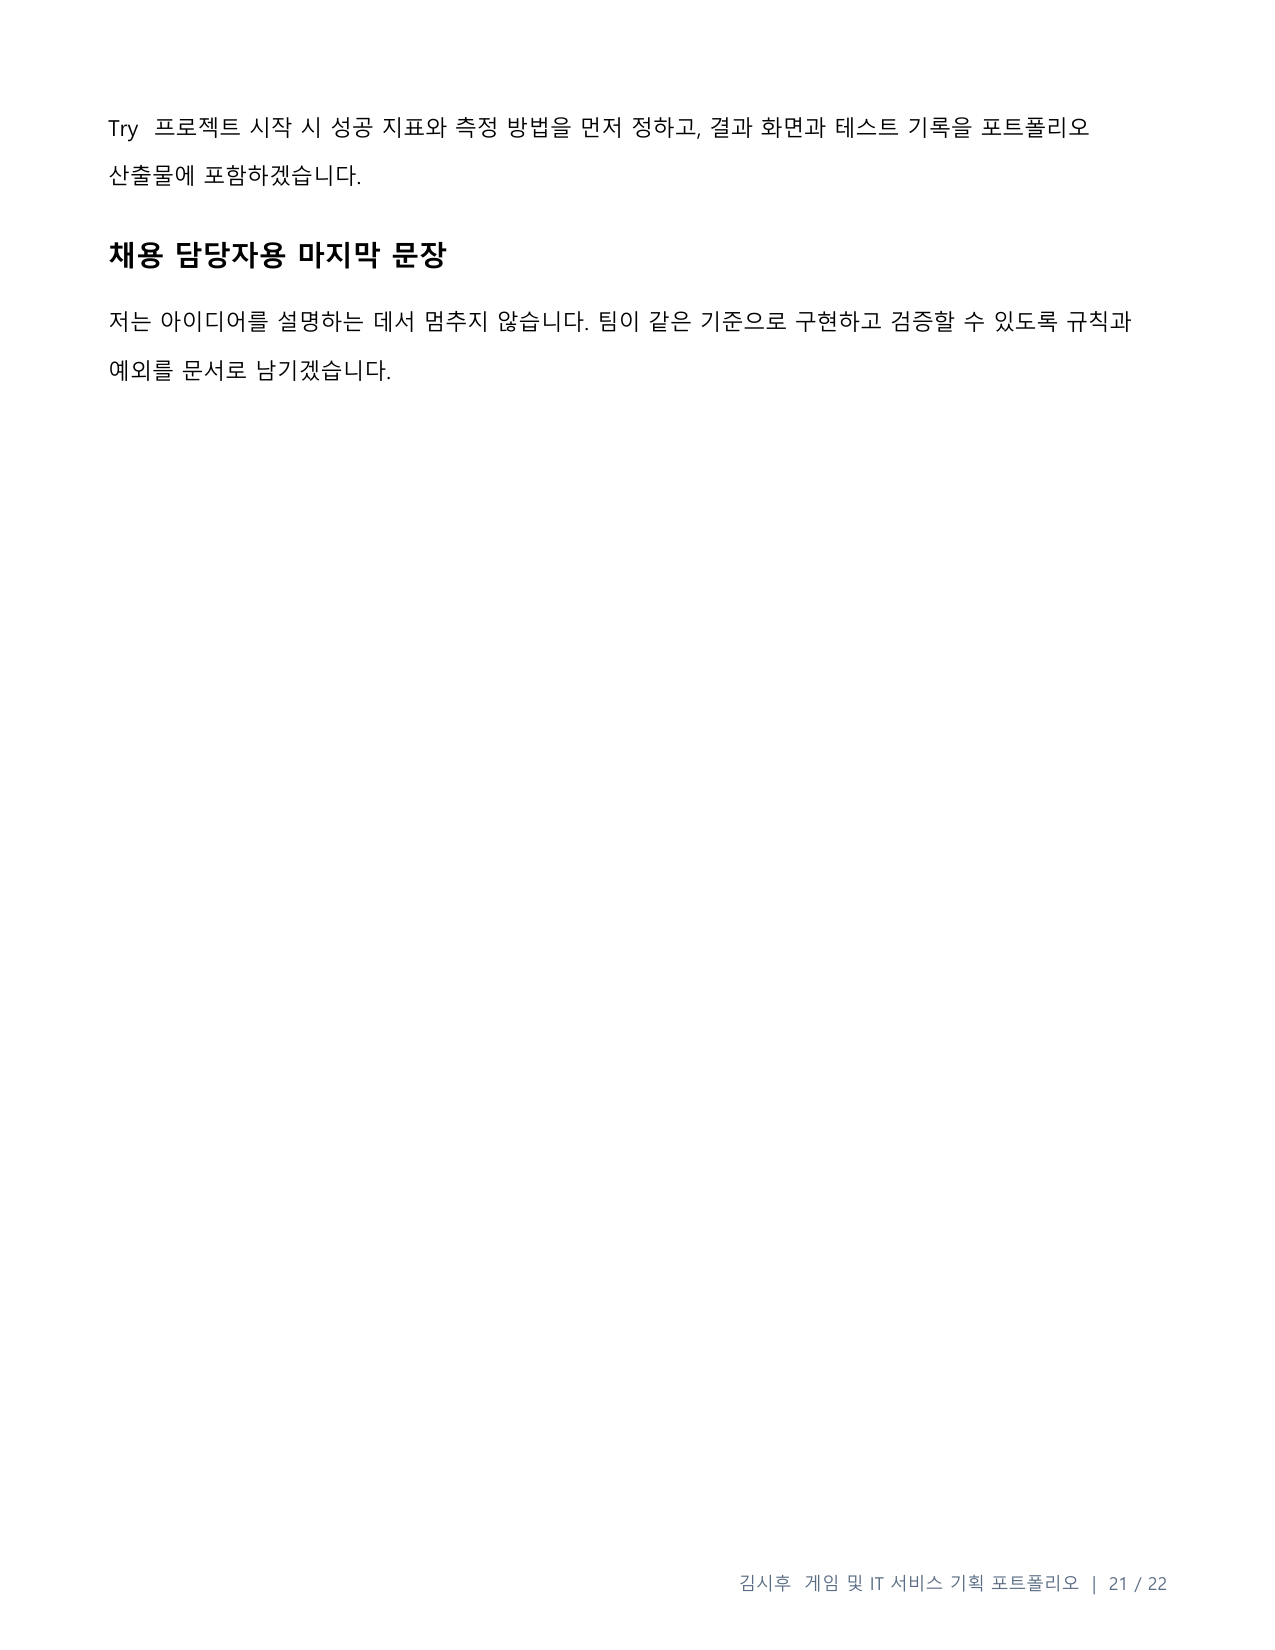 Try  프로젝트 시작 시 성공 지표와 측정 방법을 먼저 정하고, 결과 화면과 테스트 기록을 포트폴리오
산출물에 포함하겠습니다.
채용 담당자용 마지막 문장
저는 아이디어를 설명하는 데서 멈추지 않습니다. 팀이 같은 기준으로 구현하고 검증할 수 있도록 규칙과
예외를 문서로 남기겠습니다.
김시후  게임 및 IT 서비스 기획 포트폴리오 | 21 / 22